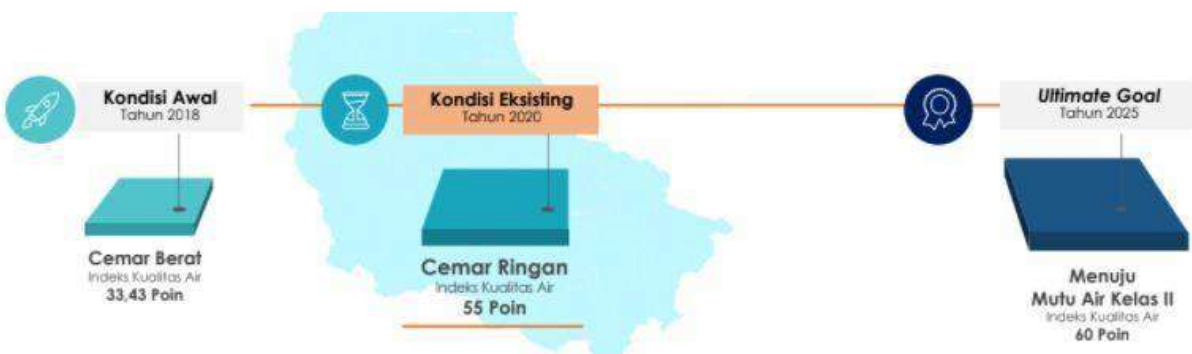 Kondisi Awal
Tahun 2018
Cemar Berat
Indeks Kualitas Air
33,43 Poin
Kondisi Eksisting
Tahun 2020
Cemar Ringan
Indeks Kualitas Air
55 Poin
Ultimate Goal
Tahun 2025
Menuju
Mutu Air Kelas II
Indeks Kualitas Air
60 Poin